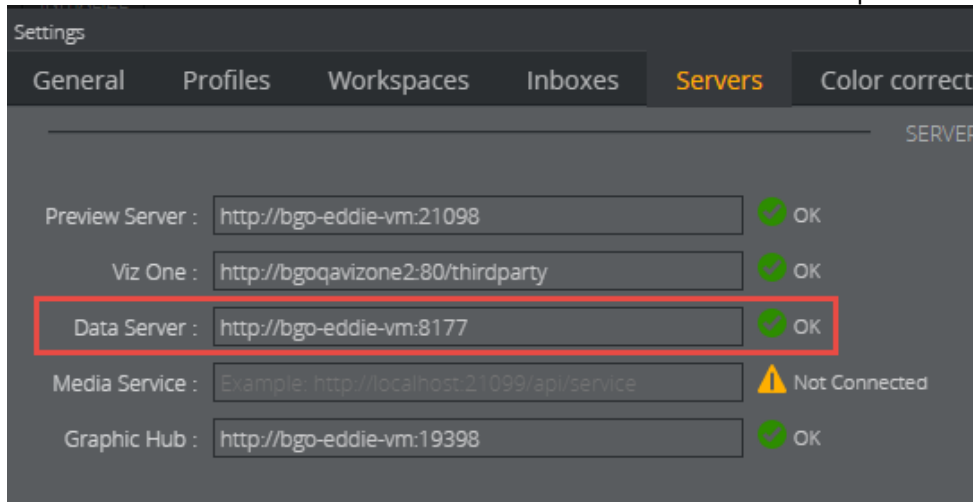 Settings
General Profiles Workspaces Inboxes Servers Color correct
SERVER
Preview Server : http://bgo-eddie-vm:21098 OK
Viz One : http://bgoqavizone2:80/thirdparty OK
Data Server : http://bgo-eddie-vm:8177 OK
Media Service : Example: http://localhost:21099/api/service Not Connected
Graphic Hub : http://bgo-eddie-vm:19398 OK